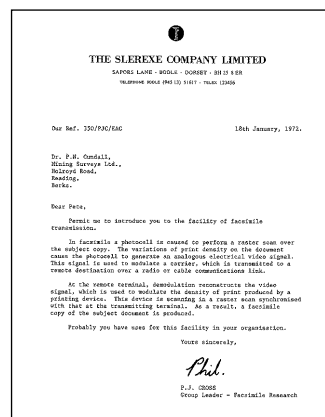 THE SLEREXE COMPANY LIMITED
SAPORS LANE - BOOLE - DORSET - BH 25 8 ER
TELEPHONE BOOLE (945 13) 51617 - TELEX 123456
Our Ref. 350/PJC/EAC
18th January, 1972.
Dr. P.N. Cundall,
Mining Surveys Ltd.,
Holroyd Road,
Reading,
Berks.
Dear Pete,
Permit me to introduce you to the facility of facsimile
transmission.
In facsimile a photocell is caused to perform a raster scan over
the subject copy. The variations of print density on the document
cause the photocell to generate an analogous electrical video signal.
This signal is used to modulate a carrier, which is transmitted to a
remote destination over a radio or cable communications link.
At the remote terminal, demodulation reconstructs the video
signal, which is used to modulate the density of print produced by a
printing device. This device is scanning in a raster scan synchronised
with that at the transmitting terminal. As a result, a facsimile
copy of the subject document is produced.
Probably you have uses for this facility in your organisation.
Yours sincerely,
Phil.
P.J. CROSS
Group Leader - Facsimile Research